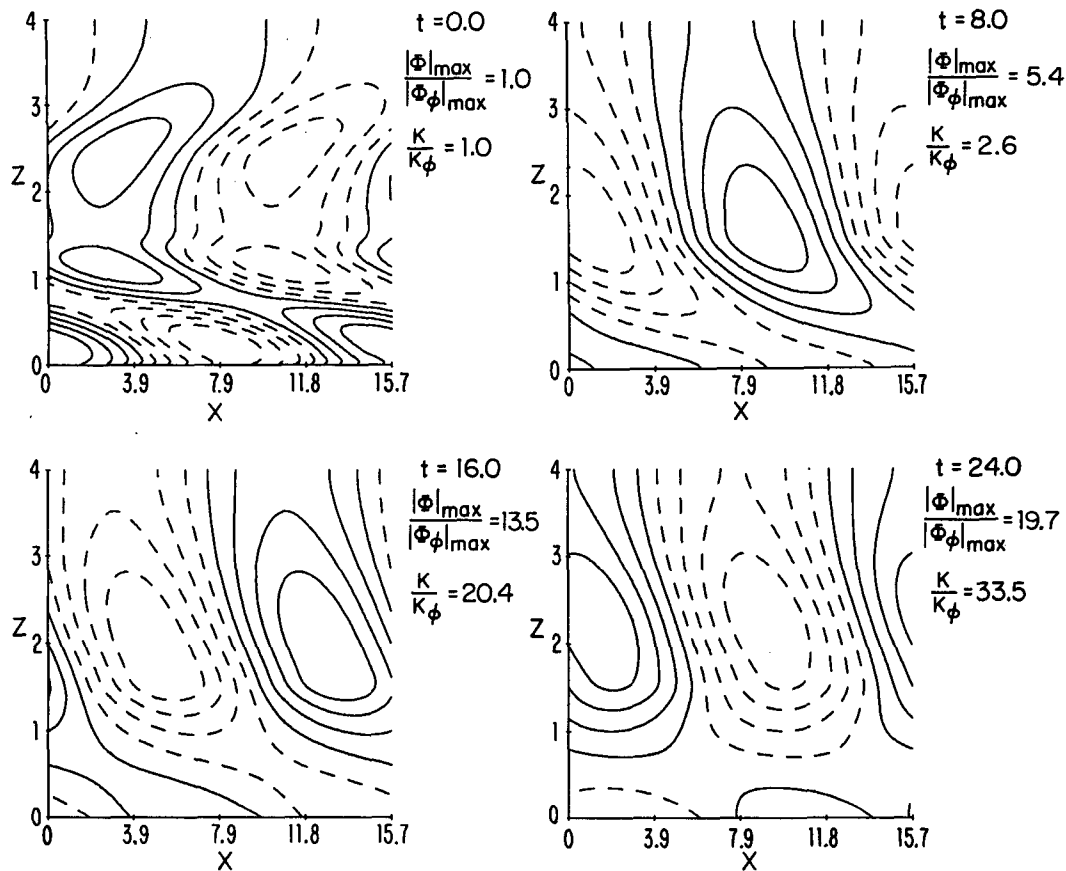 t = 0.0
|Φ|max / |Φϕ|max = 1.0
K / Kϕ = 1.0
4
3
Z
2
1
0
0 3.9 7.9 11.8 15.7
X
t = 8.0
|Φ|max / |Φϕ|max = 5.4
K / Kϕ = 2.6
4
3
Z
2
1
0
0 3.9 7.9 11.8 15.7
X
t = 16.0
|Φ|max / |Φϕ|max = 13.5
K / Kϕ = 20.4
4
3
Z
2
1
0
0 3.9 7.9 11.8 15.7
X
t = 24.0
|Φ|max / |Φϕ|max = 19.7
K / Kϕ = 33.5
4
3
Z
2
1
0
0 3.9 7.9 11.8 15.7
X